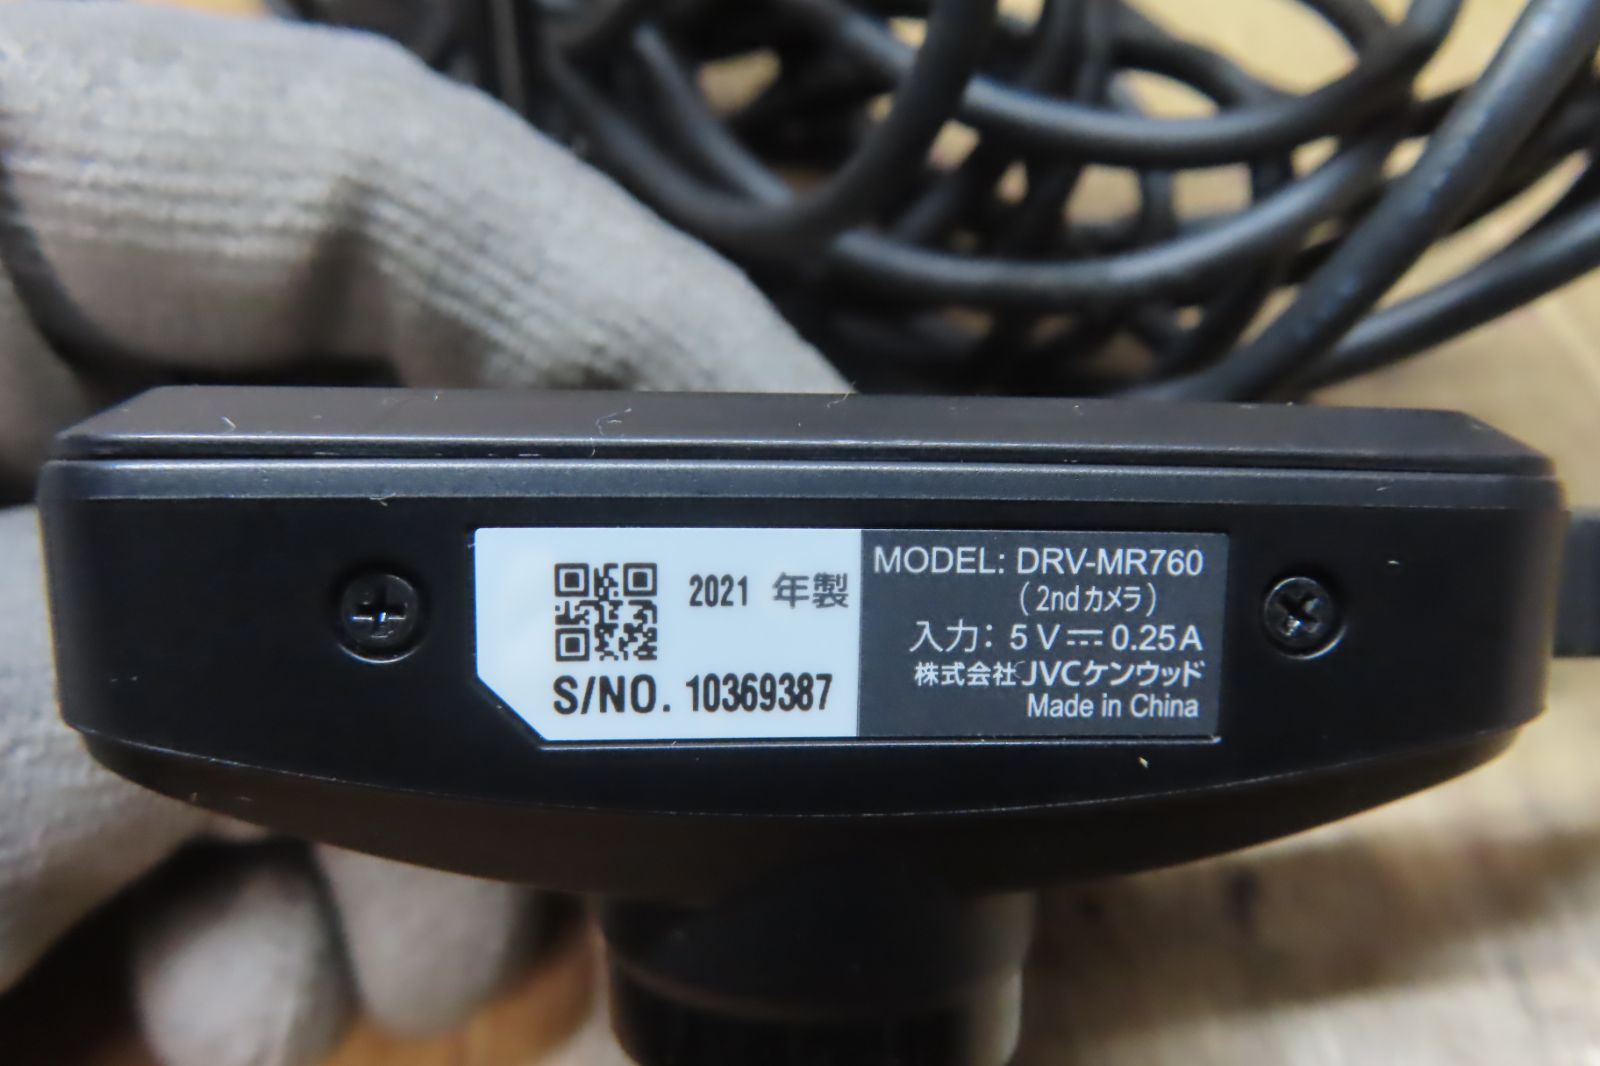 2021 年製
S/NO. 10369387
MODEL: DRV-MR760
(2ndカメラ)
入力: 5V⎓0.25A
株式会社JVCケンウッド
Made in China